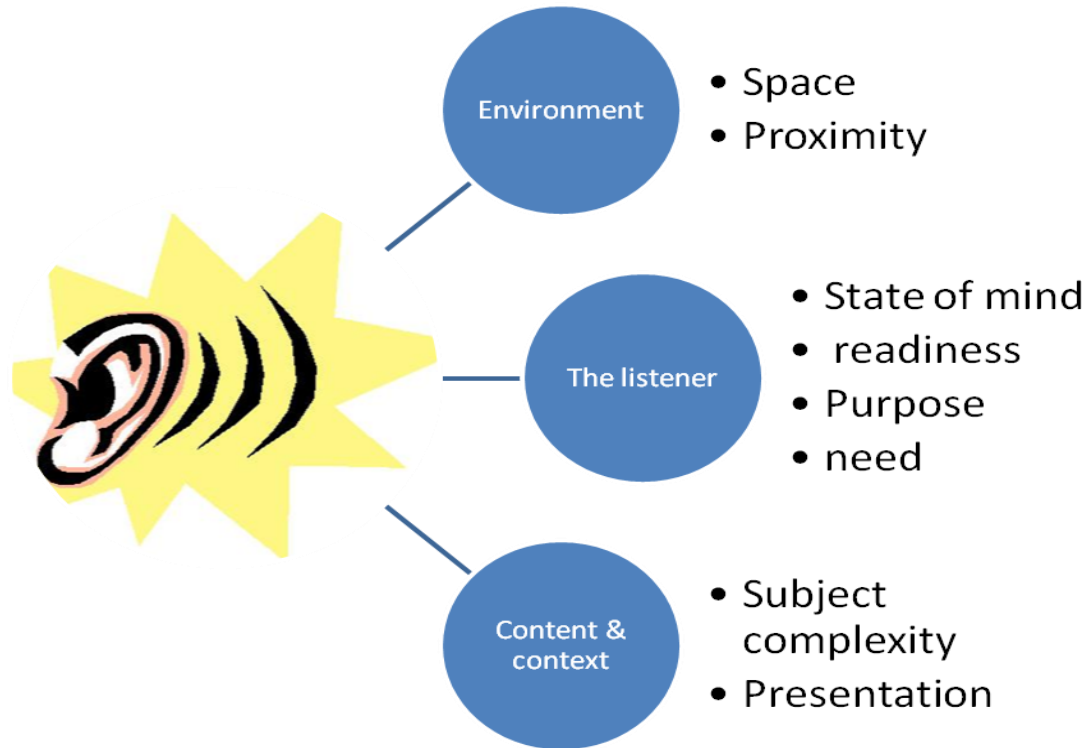 Environment
• Space
• Proximity
The listener
• State of mind
• readiness
• Purpose
• need
Content &
context
• Subject
complexity
• Presentation